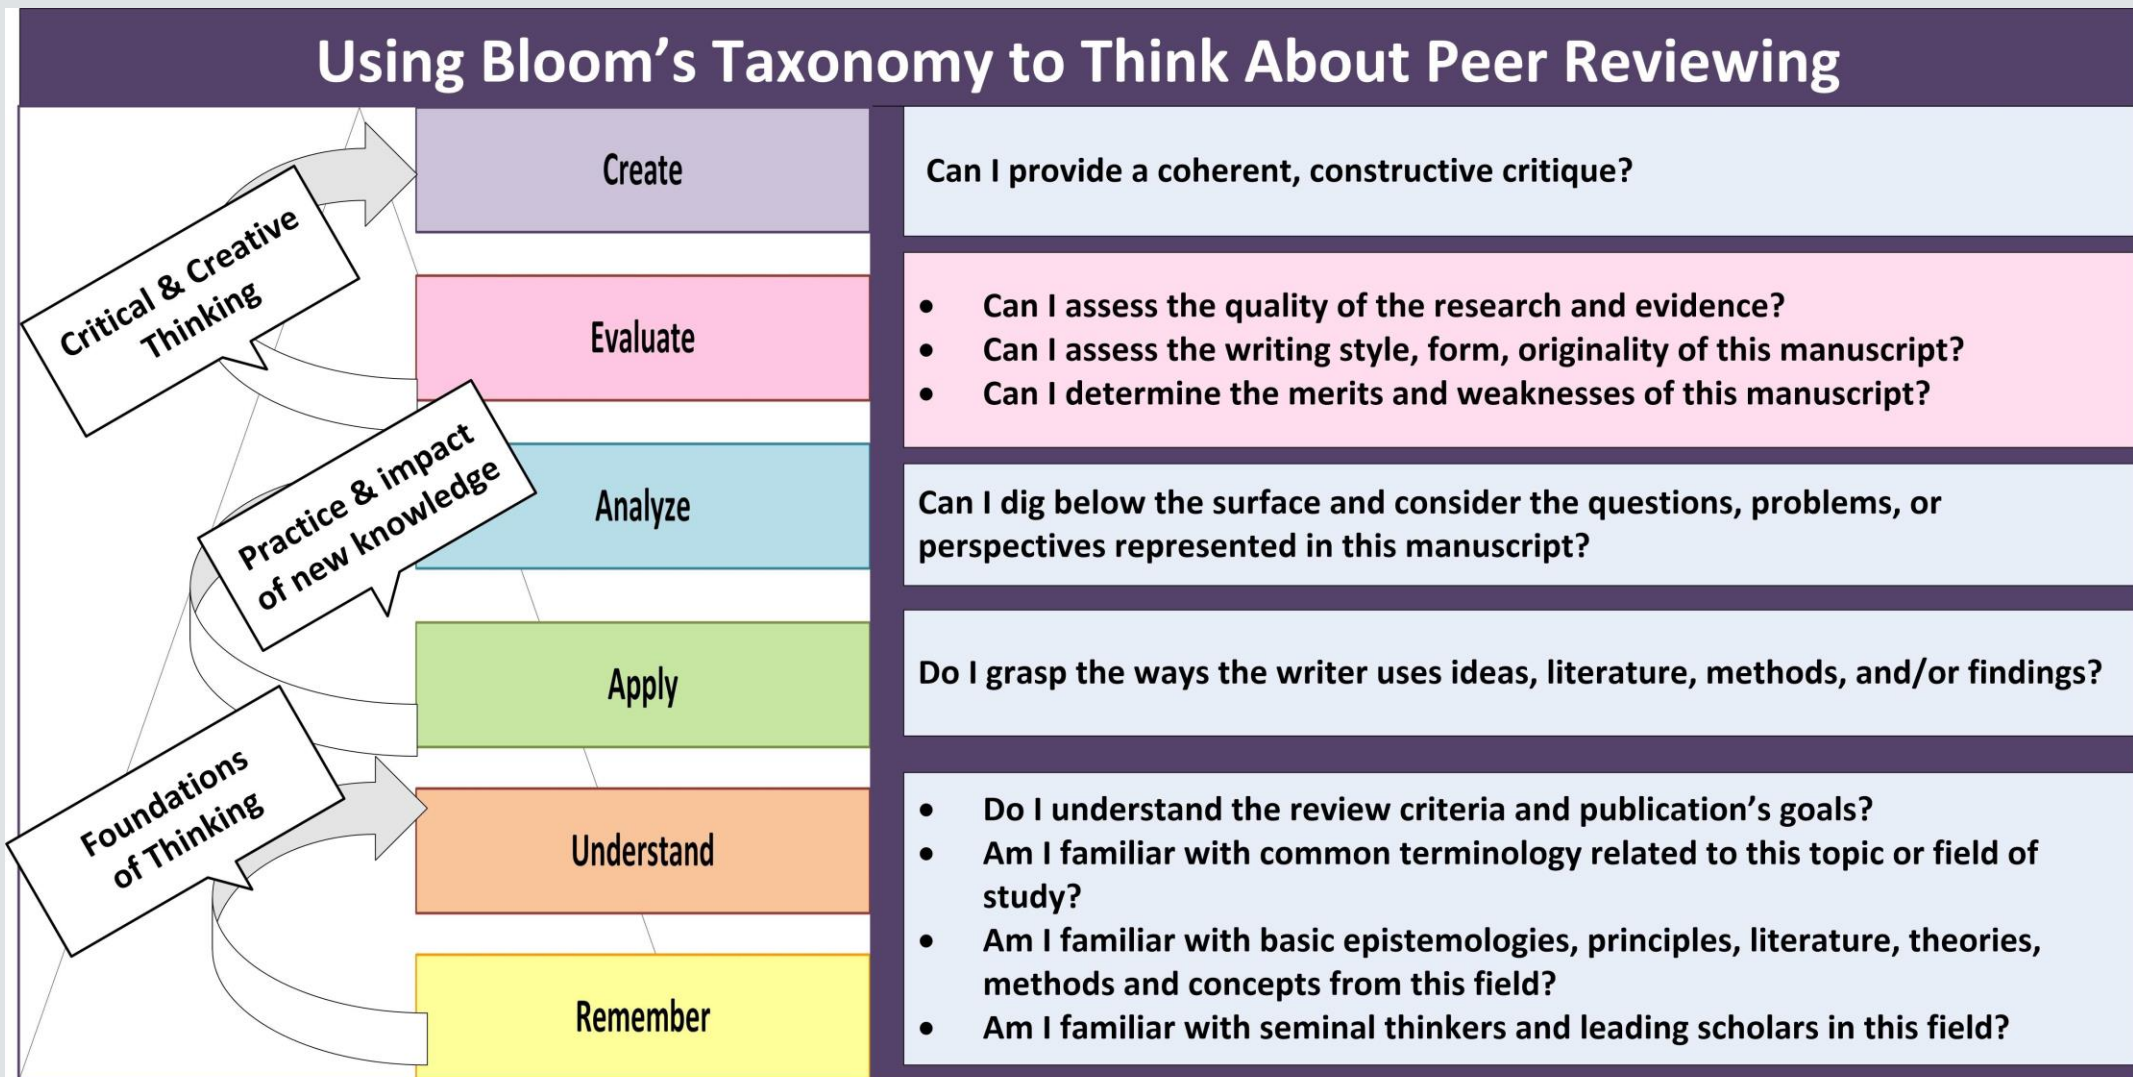 Using Bloom's Taxonomy to Think About Peer Reviewing
Critical & Creative
Thinking
Create
Can I provide a coherent, constructive critique?
Evaluate
• Can I assess the quality of the research and evidence?
• Can I assess the writing style, form, originality of this manuscript?
• Can I determine the merits and weaknesses of this manuscript?
Practice & impact
of new knowledge
Analyze
Can I dig below the surface and consider the questions, problems, or
perspectives represented in this manuscript?
Apply
Do I grasp the ways the writer uses ideas, literature, methods, and/or findings?
Foundations
of Thinking
Understand
Remember
• Do I understand the review criteria and publication’s goals?
• Am I familiar with common terminology related to this topic or field of
study?
• Am I familiar with basic epistemologies, principles, literature, theories,
methods and concepts from this field?
• Am I familiar with seminal thinkers and leading scholars in this field?